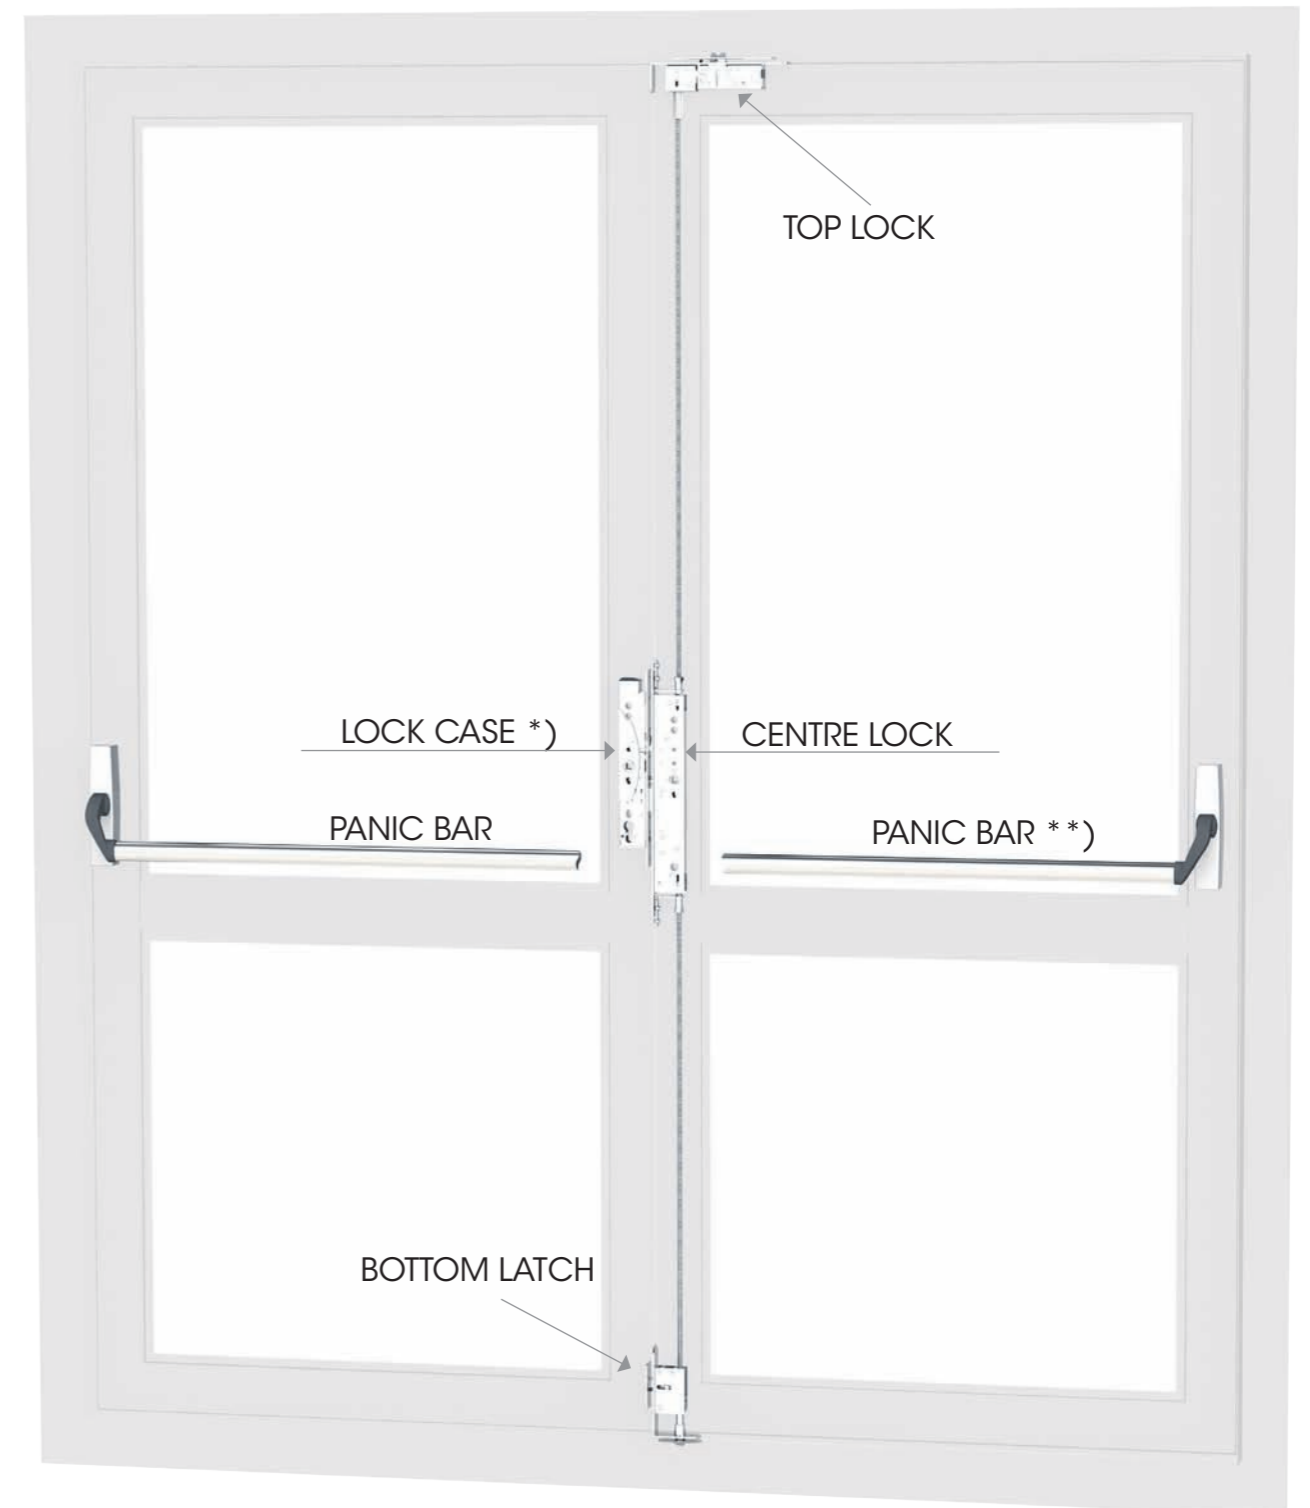 TOP LOCK
LOCK CASE *)
CENTRE LOCK
PANIC BAR
PANIC BAR **)
BOTTOM LATCH